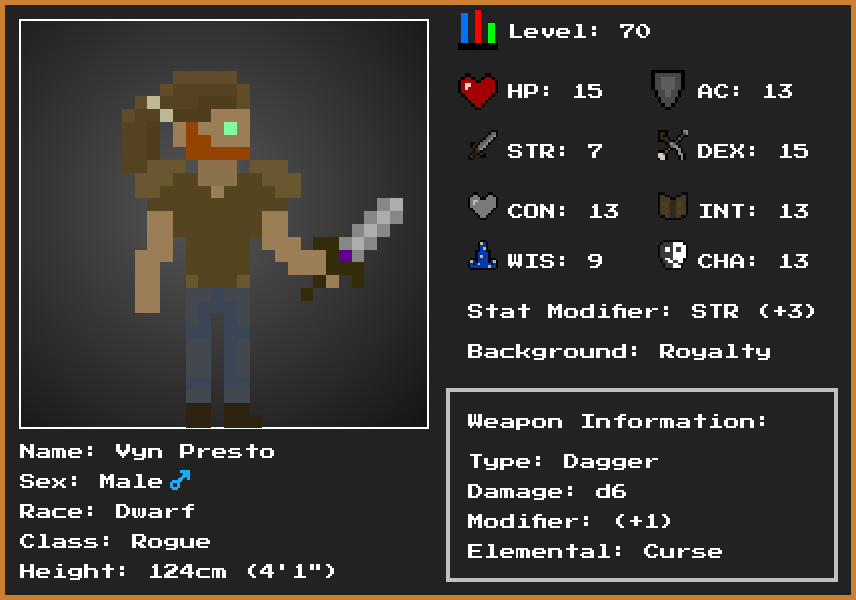 Level: 70
HP: 15 AC: 13
STR: 7 DEX: 15
CON: 13 INT: 13
WIS: 9 CHA: 13
Stat Modifier: STR (+3)
Background: Royalty
Weapon Information:
Type: Dagger
Damage: d6
Modifier: (+1)
Elemental: Curse
Name: Vyn Presto
Sex: Male ♂
Race: Dwarf
Class: Rogue
Height: 124cm (4'1")